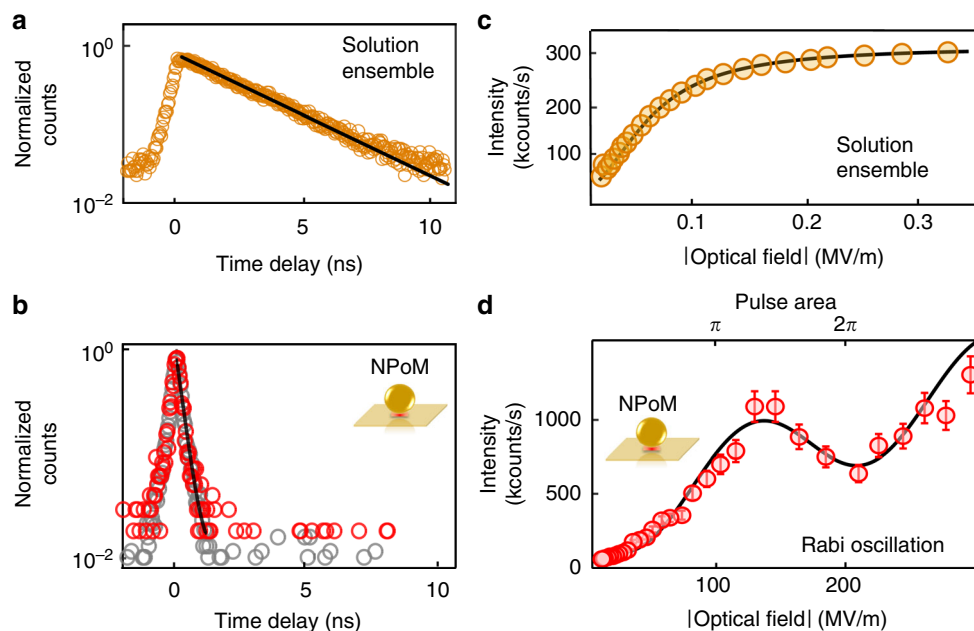 a
10^0
Solution
ensemble
Normalized
counts
10^-2
0
5
10
Time delay (ns)
b
10^0
NPoM
Normalized
counts
10^-2
0
5
10
Time delay (ns)
c
300
200
100
Intensity
(kcounts/s)
Solution
ensemble
0.1
0.2
0.3
|Optical field| (MV/m)
d
Pulse area
π
2π
NPoM
1000
500
0
Intensity
(kcounts/s)
Rabi oscillation
100
200
|Optical field| (MV/m)